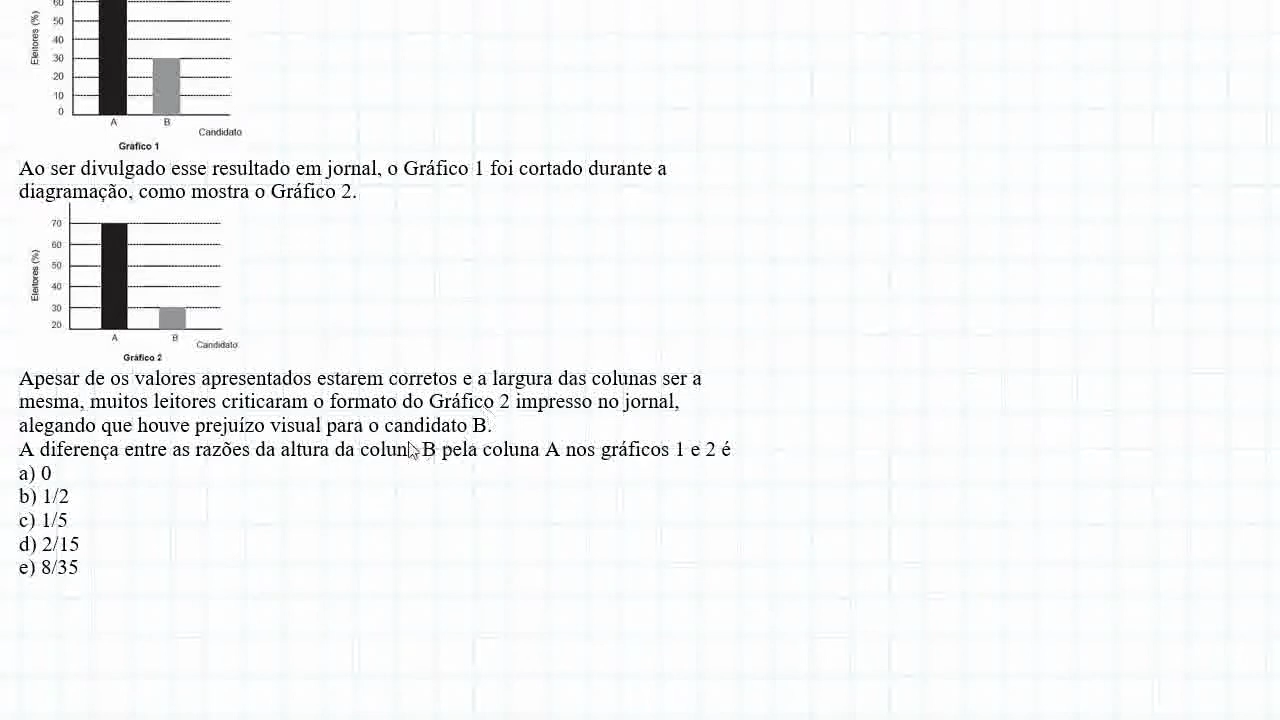 60
50
40
30
20
10
0
Eleitores (%)
A B
Candidato
Gráfico 1
Ao ser divulgado esse resultado em jornal, o Gráfico 1 foi cortado durante a
diagramação, como mostra o Gráfico 2.
70
60
50
40
30
20
Eleitores (%)
A B
Candidato
Gráfico 2
Apesar de os valores apresentados estarem corretos e a largura das colunas ser a
mesma, muitos leitores criticaram o formato do Gráfico 2 impresso no jornal,
alegando que houve prejuízo visual para o candidato B.
A diferença entre as razões da altura da coluna B pela coluna A nos gráficos 1 e 2 é
a) 0
b) 1/2
c) 1/5
d) 2/15
e) 8/35